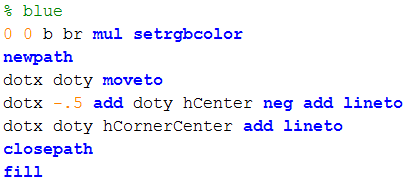 % blue
0 0 b br mul setrgbcolor
newpath
dotx doty moveto
dotx -.5 add doty hCenter neg add lineto
dotx doty hCornerCenter add lineto
closepath
fill